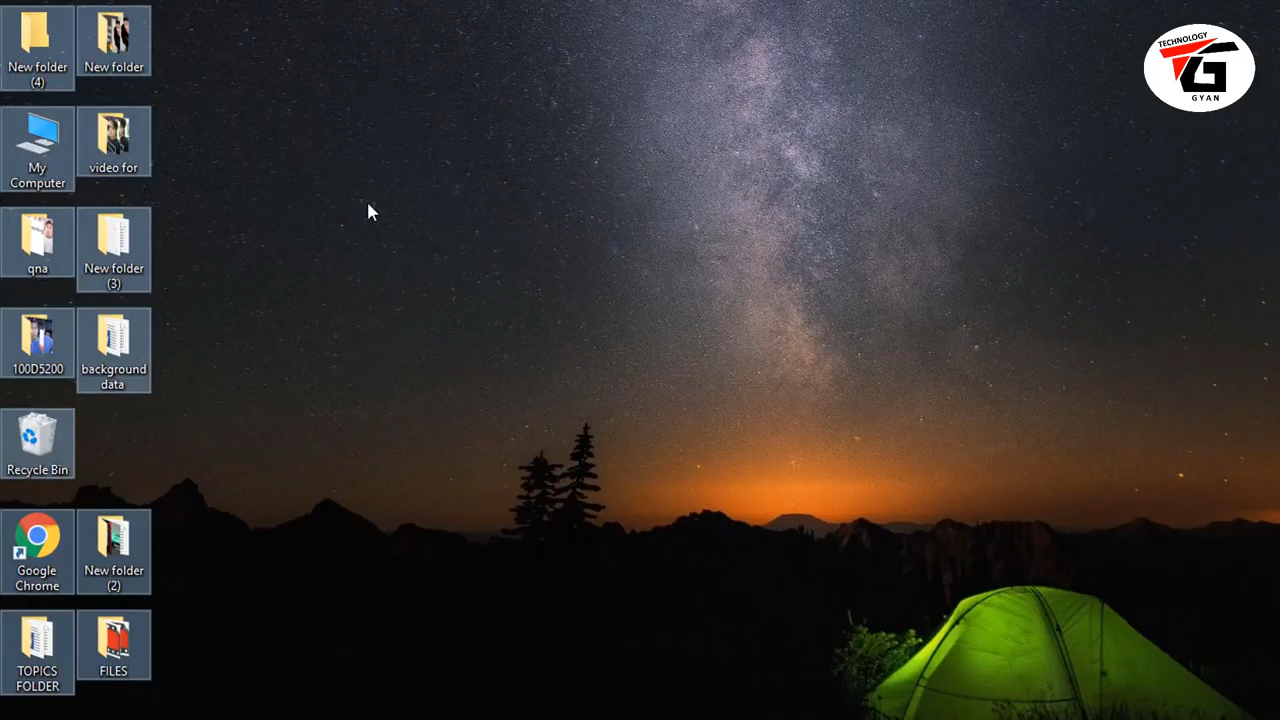 New folder
(4)
New folder
My
Computer
video for
qna
New folder
(3)
100D5200
background
data
Recycle Bin
Google
Chrome
New folder
(2)
TOPICS
FOLDER
FILES
TECHNOLOGY
TG
GYAN